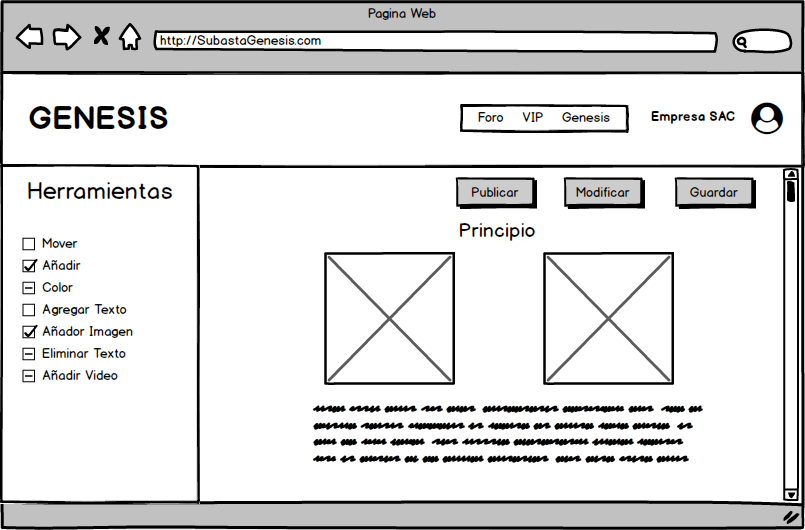 Pagina Web
http://SubastaGenesis.com
GENESIS
Foro VIP Genesis
Empresa SAC
Herramientas
Mover
Añadir
Color
Agregar Texto
Añador Imagen
Eliminar Texto
Añadir Video
Publicar Modificar Guardar
Principio